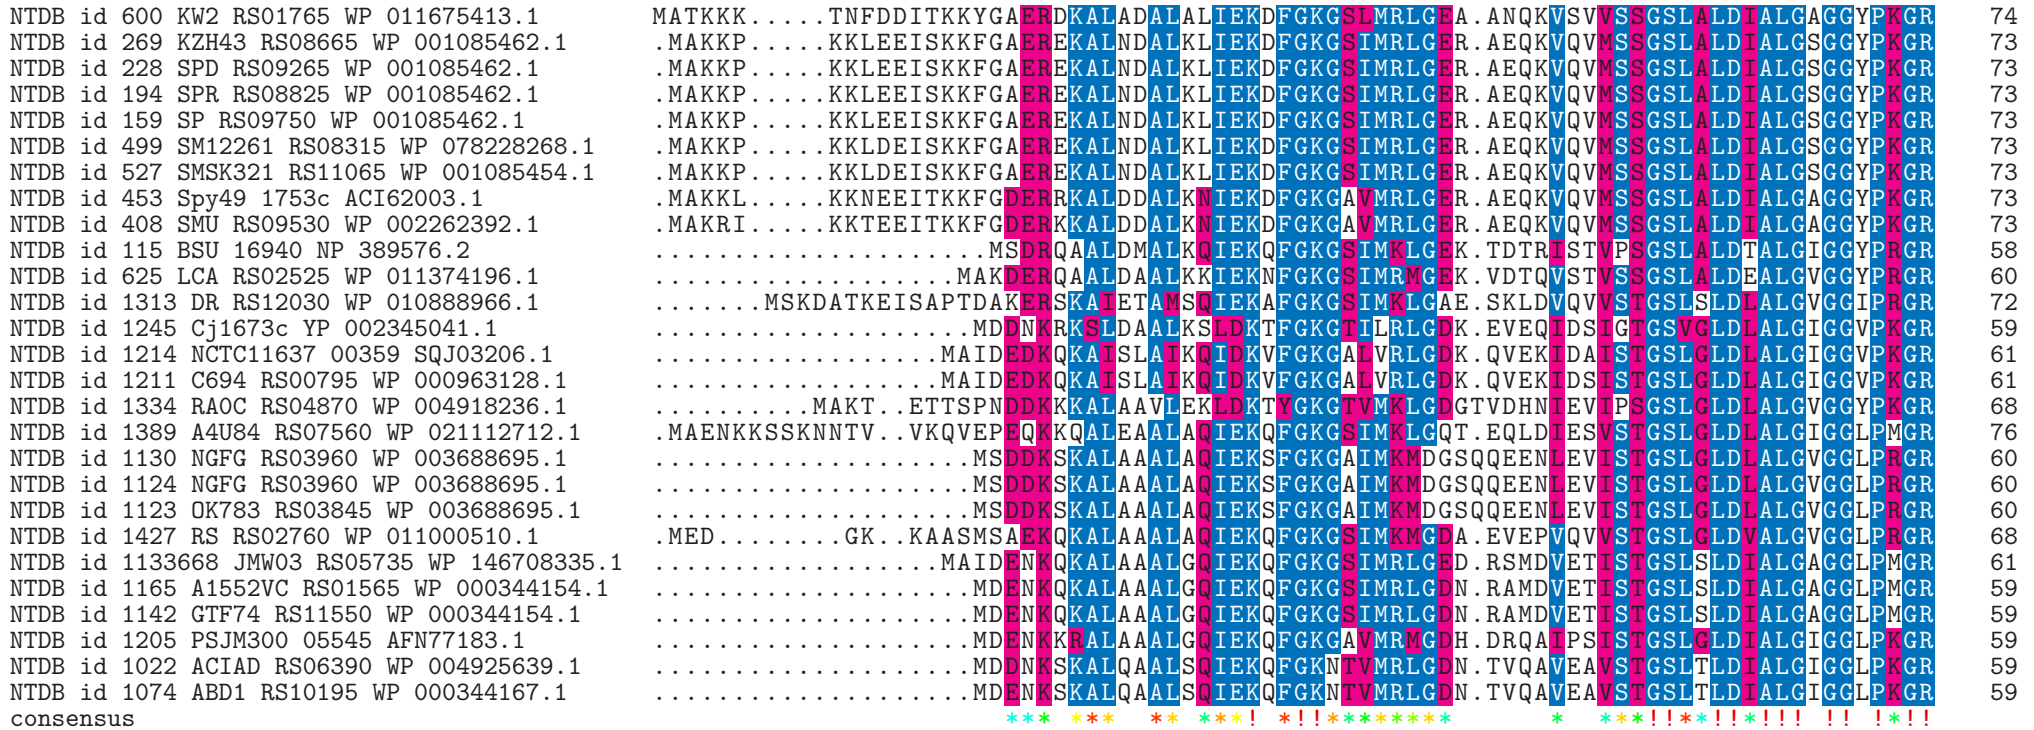 NTDB id 600 KW2 RS01765 WP 011675413.1 MATKKK.....TNFDDITKKYGAERDKALADALALIEKDFGKGSLMRLGEA.ANQKVSVVSSGSLALDIALGAGGYPKGR 74
NTDB id 269 KZH43 RS08665 WP 001085462.1 .MAKKP.....KKLEEISKKFGAEREKALNDALKLIEKDFGKGSIMRLGER.AEQKVQVMSSGSLALDIALGSGGYPKGR 73
NTDB id 228 SPD RS09265 WP 001085462.1 .MAKKP.....KKLEEISKKFGAEREKALNDALKLIEKDFGKGSIMRLGER.AEQKVQVMSSGSLALDIALGSGGYPKGR 73
NTDB id 194 SPR RS08825 WP 001085462.1 .MAKKP.....KKLEEISKKFGAEREKALNDALKLIEKDFGKGSIMRLGER.AEQKVQVMSSGSLALDIALGSGGYPKGR 73
NTDB id 159 SP RS09750 WP 001085462.1 .MAKKP.....KKLEEISKKFGAEREKALNDALKLIEKDFGKGSIMRLGER.AEQKVQVMSSGSLALDIALGSGGYPKGR 73
NTDB id 499 SM12261 RS08315 WP 078228268.1 .MAKKP.....KKLDEISKKFGAEREKALNDALKLIEKDFGKGSIMRLGER.AEQKVQVMSSGSLALDIALGSGGYPKGR 73
NTDB id 527 SMSK321 RS11065 WP 001085454.1 .MAKKP.....KKLDEISKKFGAEREKALNDALKLIEKDFGKGSIMRLGER.AEQKVQVMSSGSLALDIALGSGGYPKGR 73
NTDB id 453 Spy49 1753c ACI62003.1 .MAKKL.....KKNEEITKKFGDERRKALDDALKNIEKDFGKGAVMRLGER.AEQKVQVMSSGSLALDIALGAGGYPKGR 73
NTDB id 408 SMU RS09530 WP 002262392.1 .MAKRI.....KKTEEITKKFGDERKKALDDALKNIEKDFGKGAVMRLGER.AEQKVQVMSSGSLALDIALGAGGYPKGR 73
NTDB id 115 BSU 16940 NP 389576.2 .....................MSDRQAALDMALKQIEKQFGKGSIMKLGEK.TDTRISTVPSGSLALDTALGIGGYPRGR 58
NTDB id 625 LCA RS02525 WP 011374196.1 ...................MAKDERQAALDAALKKIEKNFGKGSIMRMGEK.VDTQVSTVSSGSLALDEALGVGGYPRGR 60
NTDB id 1313 DR RS12030 WP 010888966.1 .......MSKDATKEISAPTDAKERSKAIETAMSQIEKAFGKGSIMKLGAE.SKLDVQVVSTGSLSLDLALGVGGIPRGR 72
NTDB id 1245 Cj1673c YP 002345041.1 ....................MDDNKRKSLDAALKSLDKTFGKGTILRLGDK.EVEQIDSIGTGSVGLDLALGIGGVPKGR 59
NTDB id 1214 NCTC11637 00359 SQJ03206.1 ..................MAIDEDKQKAISLAIKQIDKVFGKGALVRLGDK.QVEKIDAISTGSLGLDLALGIGGVPKGR 61
NTDB id 1211 C694 RS00795 WP 000963128.1 ..................MAIDEDKQKAISLAIKQIDKVFGKGALVRLGDK.QVEKIDSISTGSLGLDLALGIGGVPKGR 61
NTDB id 1334 RA0C RS04870 WP 004918236.1 ..........MAKT..ETTSPNDDKKKALAAVLEKLDKTYGKGTVMKLGDGTVDHNIEVIPSGSLGLDLALGVGGYPKGR 68
NTDB id 1389 A4U84 RS07560 WP 021112712.1 .MAENKKSSKNNTV..VKQVEPEQKKQALEAALAQIEKQFGKGSIMKLGQT.EQLDIESVSTGSLGLDLALGIGGLPMGR 76
NTDB id 1130 NGFG RS03960 WP 003688695.1 ....................MSDDKSKALAAALAQIEKSFGKGAIMKMDGSQQEENLEVISTGSLGLDLALGVGGLPRGR 60
NTDB id 1124 NGFG RS03960 WP 003688695.1 ....................MSDDKSKALAAALAQIEKSFGKGAIMKMDGSQQEENLEVISTGSLGLDLALGVGGLPRGR 60
NTDB id 1123 OK783 RS03845 WP 003688695.1 ....................MSDDKSKALAAALAQIEKSFGKGAIMKMDGSQQEENLEVISTGSLGLDLALGVGGLPRGR 60
NTDB id 1427 RS RS02760 WP 011000510.1 .MED........GK..KAASMSAEKQKALAAALAQIEKQFGKGSIMKMGDA.EVEPVQVVSTGSLGLDVALGVGGLPRGR 68
NTDB id 1133668 JMW03 RS05735 WP 146708335.1 ..................MAIDENKQKALAAALGQIEKQFGKGSIMRLGED.RSMDVETISTGSLSLDIALGAGGLPMGR 61
NTDB id 1165 A1552VC RS01565 WP 000344154.1 ....................MDENKQKALAAALGQIEKQFGKGSIMRLGDN.RAMDVETISTGSLSLDIALGAGGLPMGR 59
NTDB id 1142 GTF74 RS11550 WP 000344154.1 ....................MDENKQKALAAALGQIEKQFGKGSIMRLGDN.RAMDVETISTGSLSLDIALGAGGLPMGR 59
NTDB id 1205 PSJM300 05545 AFN77183.1 ....................MDENKKRALAAALGQIEKQFGKGAVMRMGDH.DRQAIPSISTGSLGLDIALGIGGLPKGR 59
NTDB id 1022 ACIAD RS06390 WP 004925639.1 ....................MDDNKSKALQAALSQIEKQFGKNTVMRLGDN.TVQAVEAVSTGSLTLDIALGIGGLPKGR 59
NTDB id 1074 ABD1 RS10195 WP 000344167.1 ....................MDENKSKALQAALSQIEKQFGKNTVMRLGDN.TVQAVEAVSTGSLTLDIALGIGGLPKGR 59
consensus *** ***  ** ****! *!!********      *  ***!!**!!*!!! !! !*!!